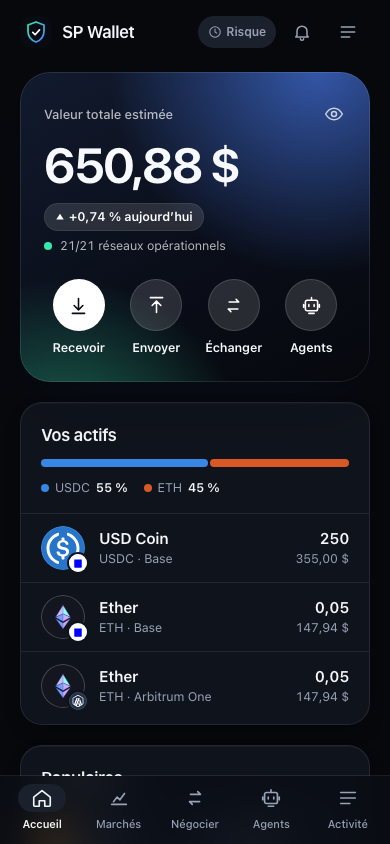 SP Wallet
Risque
Valeur totale estimée
650,88 $
+0,74 % aujourd’hui
21/21 réseaux opérationnels
Recevoir Envoyer Échanger Agents
Vos actifs
USDC 55 % ETH 45 %
USD Coin 250
USDC · Base 355,00 $
Ether 0,05
ETH · Base 147,94 $
Ether 0,05
ETH · Arbitrum One 147,94 $
Populaires
Accueil Marchés Négocier Agents Activité